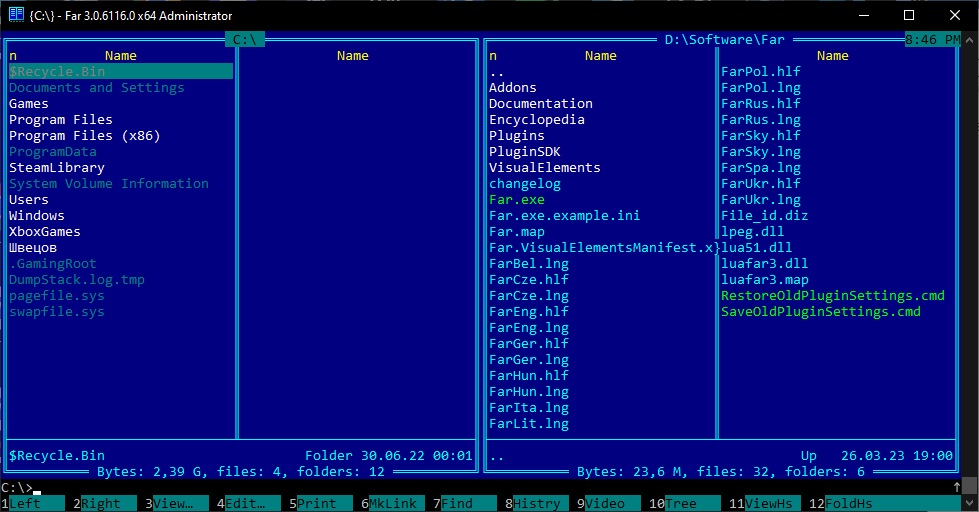 {C:\} - Far 3.0.6116.0 x64 Administrator
C:\
n Name Name
$Recycle.Bin
Documents and Settings
Games
Program Files
Program Files (x86)
ProgramData
SteamLibrary
System Volume Information
Users
Windows
XboxGames
Швецов
.GamingRoot
DumpStack.log.tmp
pagefile.sys
swapfile.sys
$Recycle.Bin Folder 30.06.22 00:01
Bytes: 2,39 G, files: 4, folders: 12
D:\Software\Far 8:46 PM
n Name Name
..
Addons
Documentation
Encyclopedia
Plugins
PluginSDK
VisualElements
changelog
Far.exe
Far.exe.example.ini
Far.map
Far.VisualElementsManifest.x}
FarBel.lng
FarCze.hlf
FarCze.lng
FarEng.hlf
FarEng.lng
FarGer.hlf
FarGer.lng
FarHun.hlf
FarHun.lng
FarIta.lng
FarLit.lng
FarPol.hlf
FarPol.lng
FarRus.hlf
FarRus.lng
FarSky.hlf
FarSky.lng
FarSpa.lng
FarUkr.hlf
FarUkr.lng
File_id.diz
lpeg.dll
lua51.dll
luafar3.dll
luafar3.map
RestoreOldPluginSettings.cmd
SaveOldPluginSettings.cmd
.. Up 26.03.23 19:00
Bytes: 23,6 M, files: 32, folders: 6
C:\>
1Left 2Right 3View… 4Edit… 5Print 6MkLink 7Find 8Histry 9Video 10Tree 11ViewHs 12FoldHs